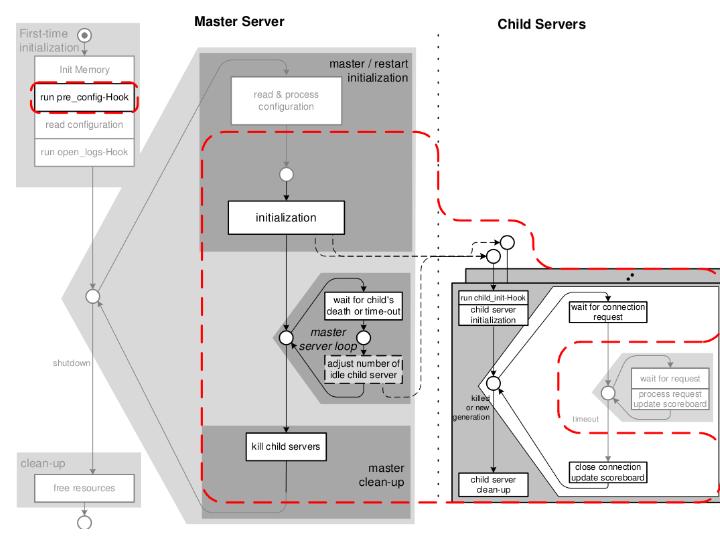 Master Server
Child Servers
First-time
initialization
Init Memory
run pre_config-Hook
read configuration
run open_logs-Hook
master / restart
initialization
read & process
configuration
initialization
wait for child's
death or time-out
master
server loop
adjust number of
idle child server
shutdown
kill child servers
master
clean-up
clean-up
free resources
run child_init-Hook
child server
initialization
wait for connection
request
wait for request
process request
update scoreboard
killed
or new
generation
timeout
close connection
update scoreboard
child server
clean-up